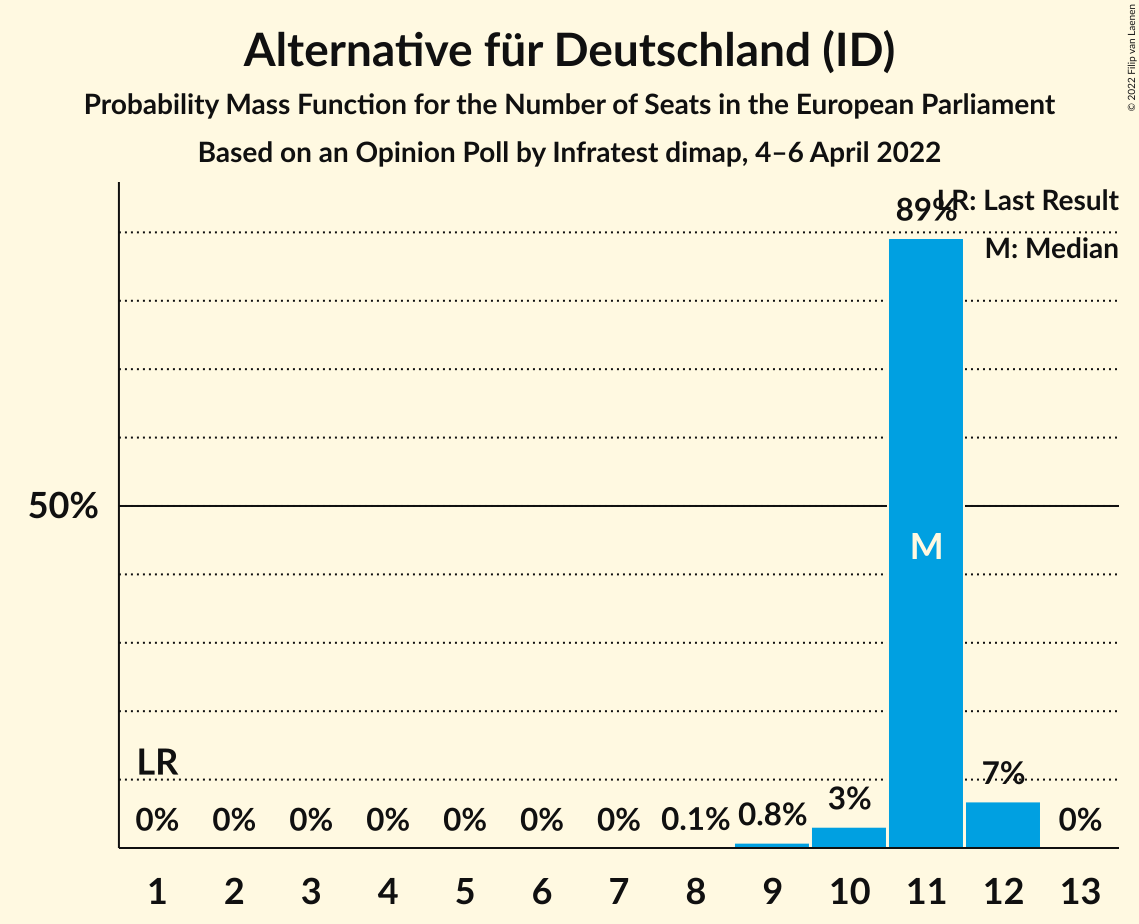 Alternative für Deutschland (ID)
Probability Mass Function for the Number of Seats in the European Parliament
Based on an Opinion Poll by Infratest dimap, 4–6 April 2022
© 2022 Filip van Laenen
LR: Last Result
M: Median
89%
50%
M
LR
0% 0% 0% 0% 0% 0% 0% 0.1% 0.8% 3% 7% 0%
1 2 3 4 5 6 7 8 9 10 11 12 13